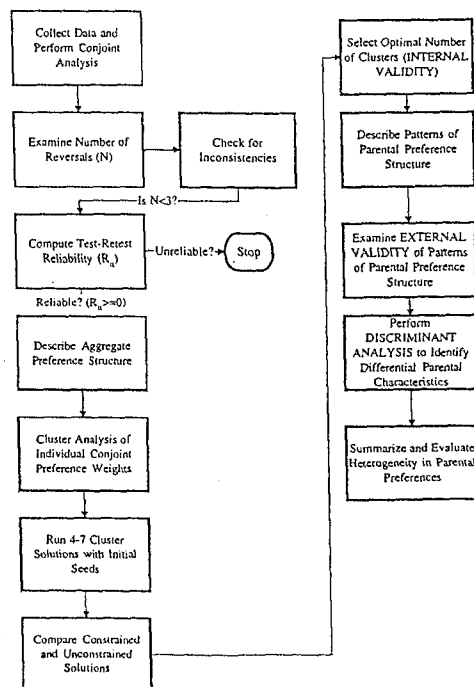 Collect Data and
Perform Conjoint
Analysis
Examine Number of
Reversals (N)
Check for
Inconsistencies
Is N<3?
Compute Test-Retest
Reliability (Rₜₜ)
Unreliable?
Stop
Reliable? (Rₜₜ>=0)
Describe Aggregate
Preference Structure
Cluster Analysis of
Individual Conjoint
Preference Weights
Run 4-7 Cluster
Solutions with Initial
Seeds
Compare Constrained
and Unconstrained
Solutions
Select Optimal Number
of Clusters (INTERNAL
VALIDITY)
Describe Patterns of
Parental Preference
Structure
Examine EXTERNAL
VALIDITY of Patterns
of Parental Preference
Structure
Perform
DISCRIMINANT
ANALYSIS to Identify
Differential Parental
Characteristics
Summarize and Evaluate
Heterogeneity in Parental
Preferences